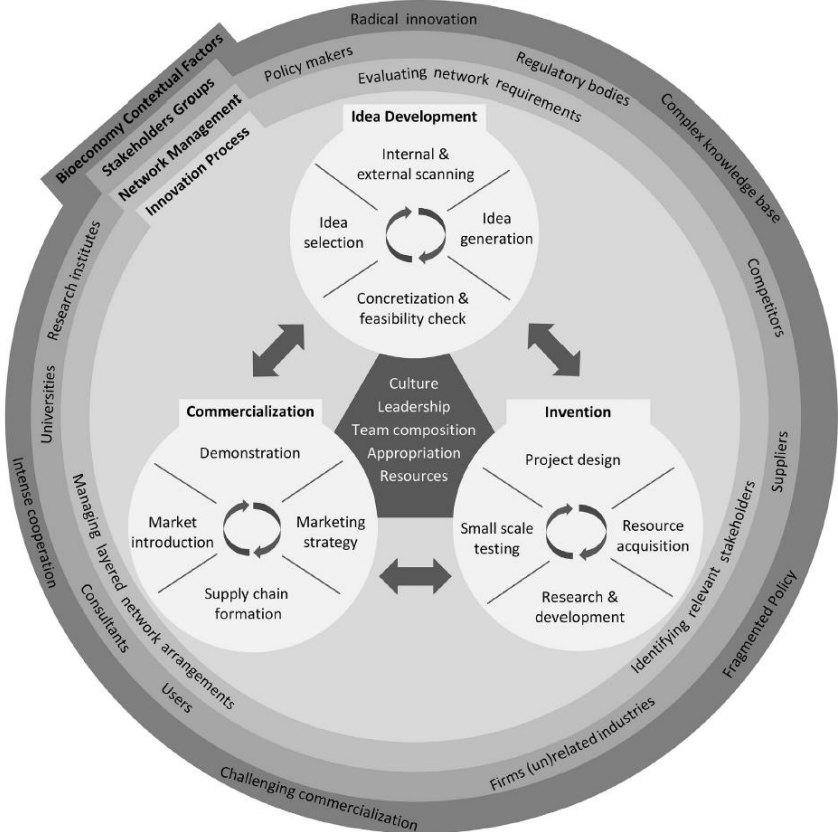 Radical innovation
Complex knowledge base
Fragmented Policy
Challenging commercialization
Intense cooperation
Bioeconomy Contextual Factors
Stakeholders Groups
Network Management
Innovation Process
Policy makers
Regulatory bodies
Competitors
Suppliers
Firms (un)related industries
Users
Consultants
Universities
Research institutes
Evaluating network requirements
Identifying relevant stakeholders
Managing layered network arrangements
Idea Development
Internal &
external scanning
Idea
generation
Concretization &
feasibility check
Idea
selection
Culture
Leadership
Team composition
Appropriation
Resources
Commercialization
Demonstration
Marketing
strategy
Supply chain
formation
Market
introduction
Invention
Project design
Resource
acquisition
Research &
development
Small scale
testing